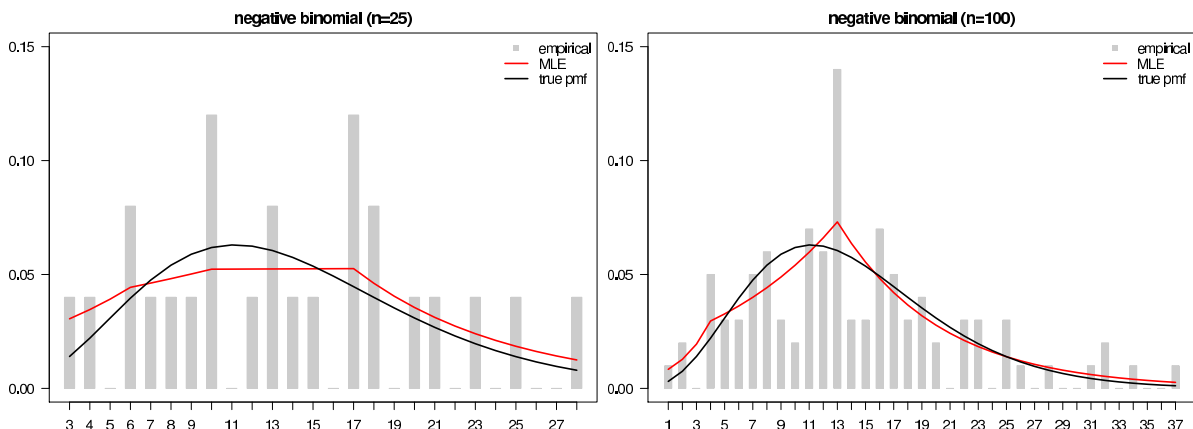 negative binomial (n=25)
0.15
0.10
0.05
0.00
empirical
MLE
true pmf
3 4 5 6 7 8 9 11 13 15 17 19 21 23 25 27
negative binomial (n=100)
0.15
0.10
0.05
0.00
empirical
MLE
true pmf
1 3 5 7 9 11 13 15 17 19 21 23 25 27 29 31 33 35 37